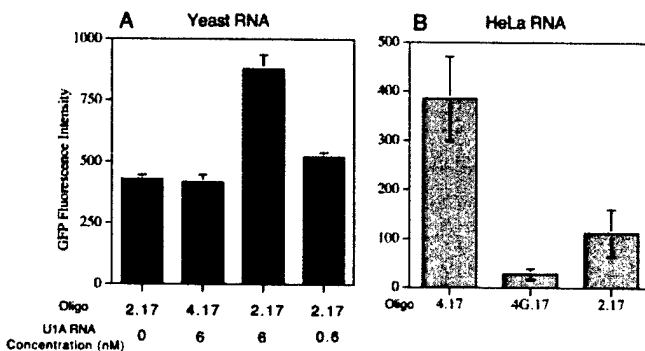 A Yeast RNA
1000
750
500
250
0
GFP Fluorescence Intensity
Oligo 2.17 4.17 2.17 2.17
U1A RNA
Concentration (nM) 0 6 6 0.6
B HeLa RNA
500
400
300
200
100
0
Oligo 4.17 4G.17 2.17